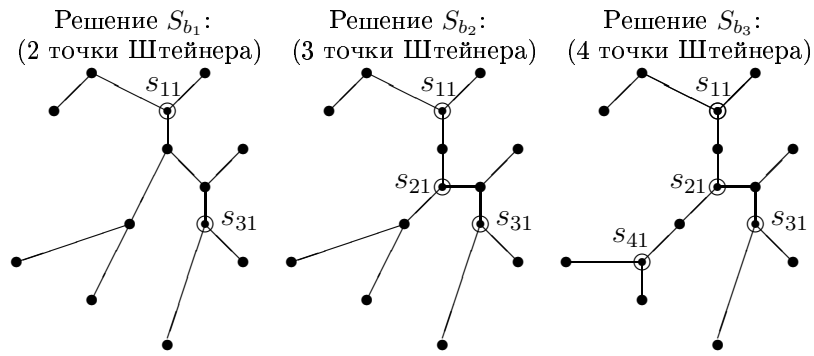 Решение S_{b_1}: Решение S_{b_2}: Решение S_{b_3}:
(2 точки Штейнера) (3 точки Штейнера) (4 точки Штейнера)
s_{11} s_{11} s_{11}
s_{21} s_{21}
s_{31} s_{31} s_{31}
s_{41}